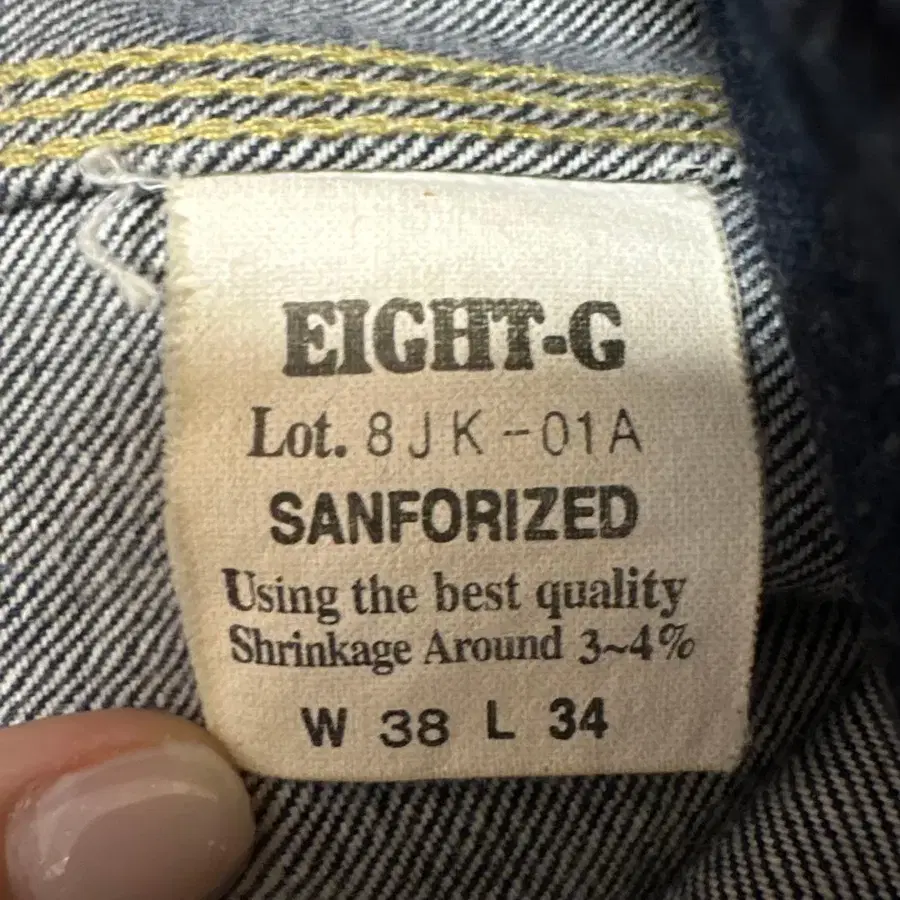 EIGHT-G
Lot. 8JK-01A
SANFORIZED
Using the best quality
Shrinkage Around 3~4%
W 38 L 34